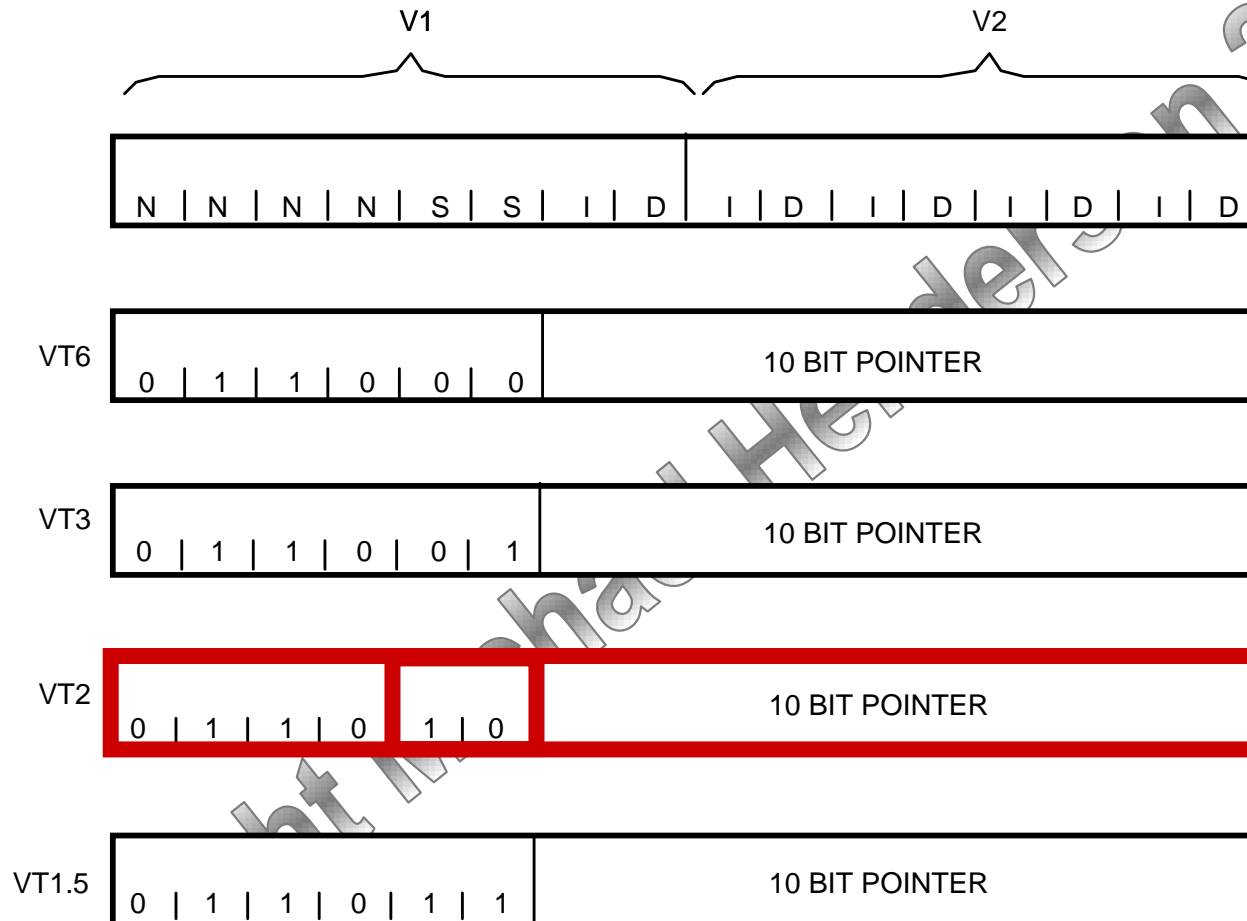 V1 V2
N | N | N | N | S | S | I | D | I | D | I | D | I | D | I | D
VT6 0 | 1 | 1 | 0 | 0 | 0 10 BIT POINTER
VT3 0 | 1 | 1 | 0 | 0 | 1 10 BIT POINTER
VT2 0 | 1 | 1 | 0 | 1 | 0 10 BIT POINTER
VT1.5 0 | 1 | 1 | 0 | 1 | 1 10 BIT POINTER